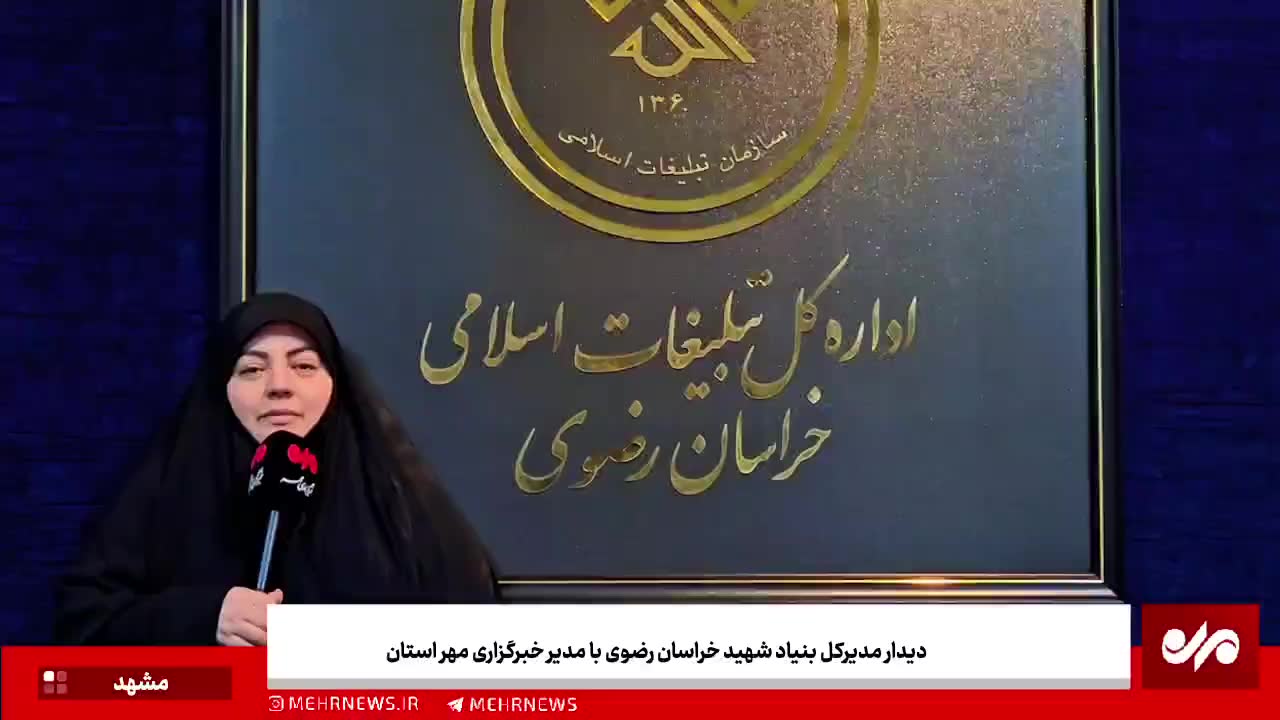 الله
۱۳۶۰
سازمان تبلیغات اسلامی
اداره کل تبلیغات اسلامی
خراسان رضوی
دیدار مدیرکل بنیاد شهید خراسان رضوی با مدیر خبرگزاری مهر استان
مشهد
MEHRNEWS.IR MEHRNEWS